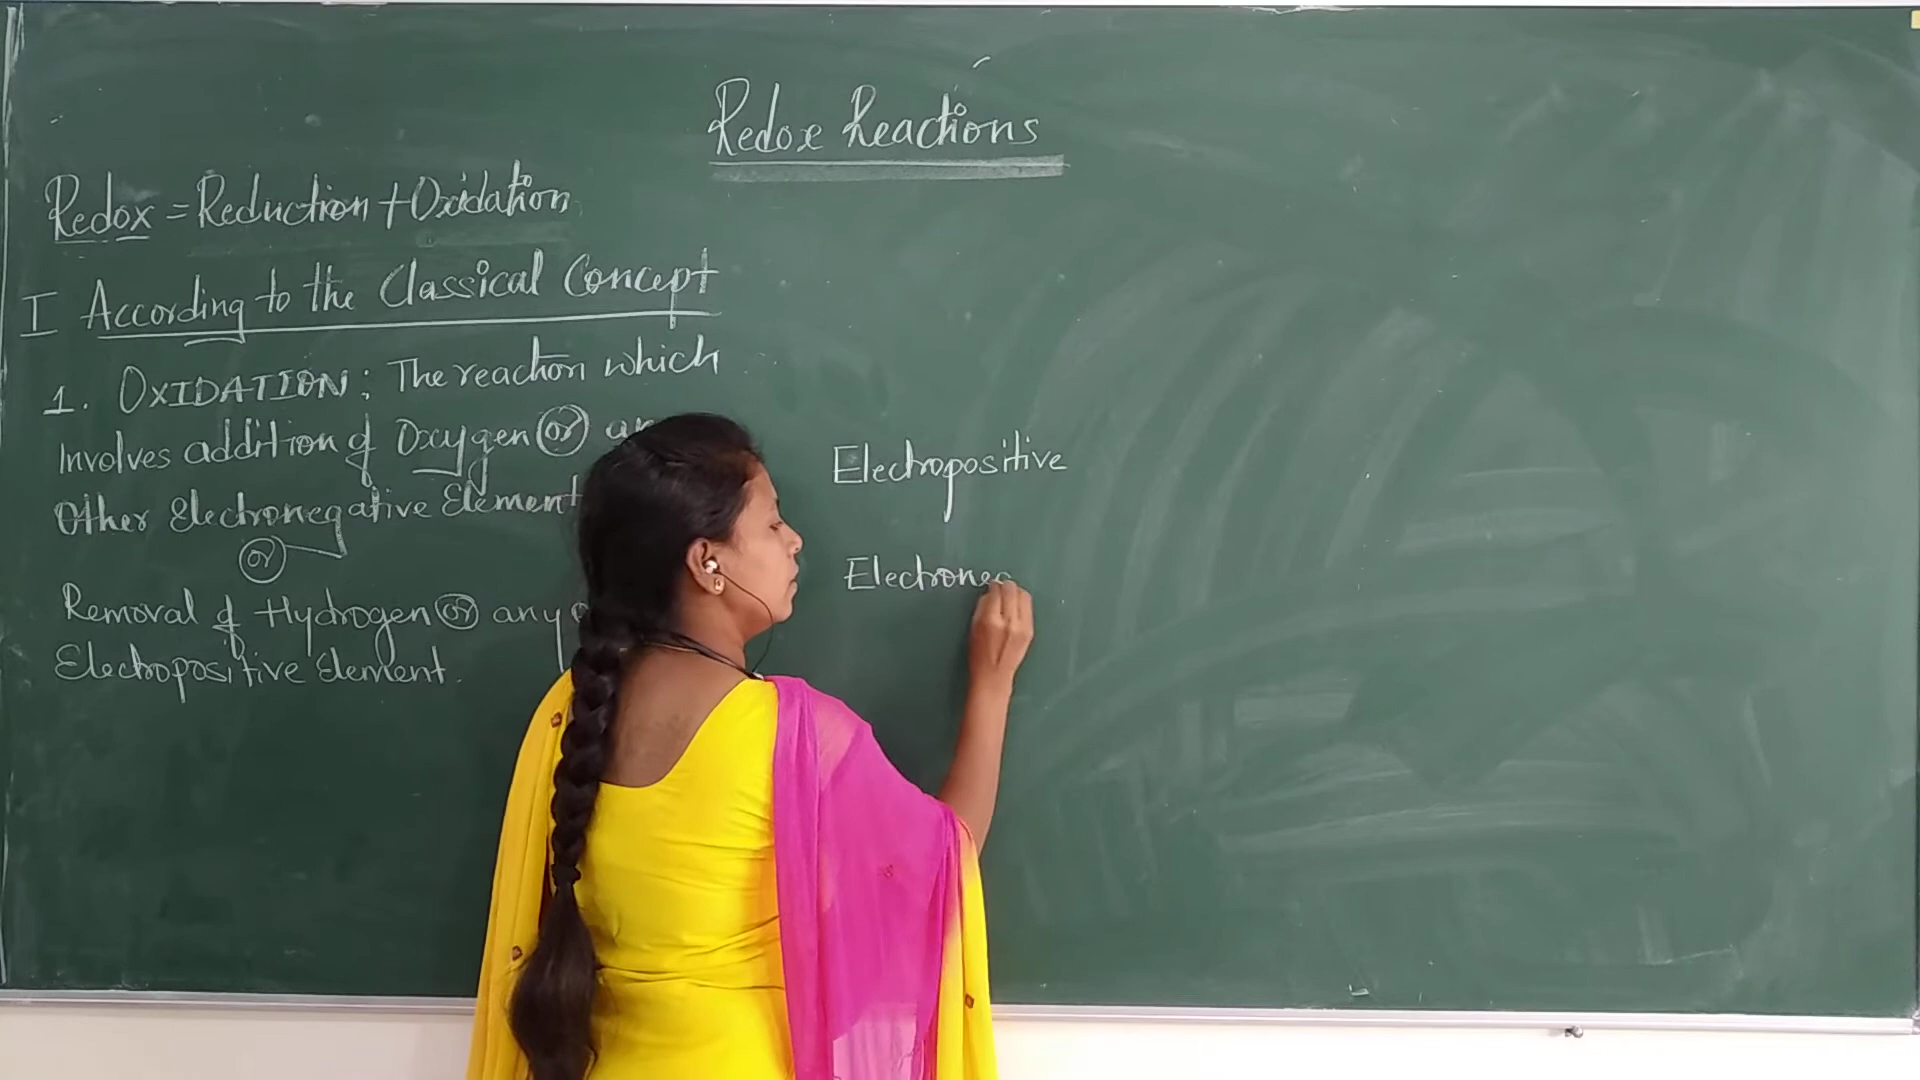 Redox Reactions
Redox = Reduction + Oxidation
I According to the Classical Concept
1. OXIDATION : The reaction which
Involves addition of Oxygen (or)
Other Electronegative Element
(or)
Removal of Hydrogen (or) any
Electropositive Element.
Electropositive
Electroneg